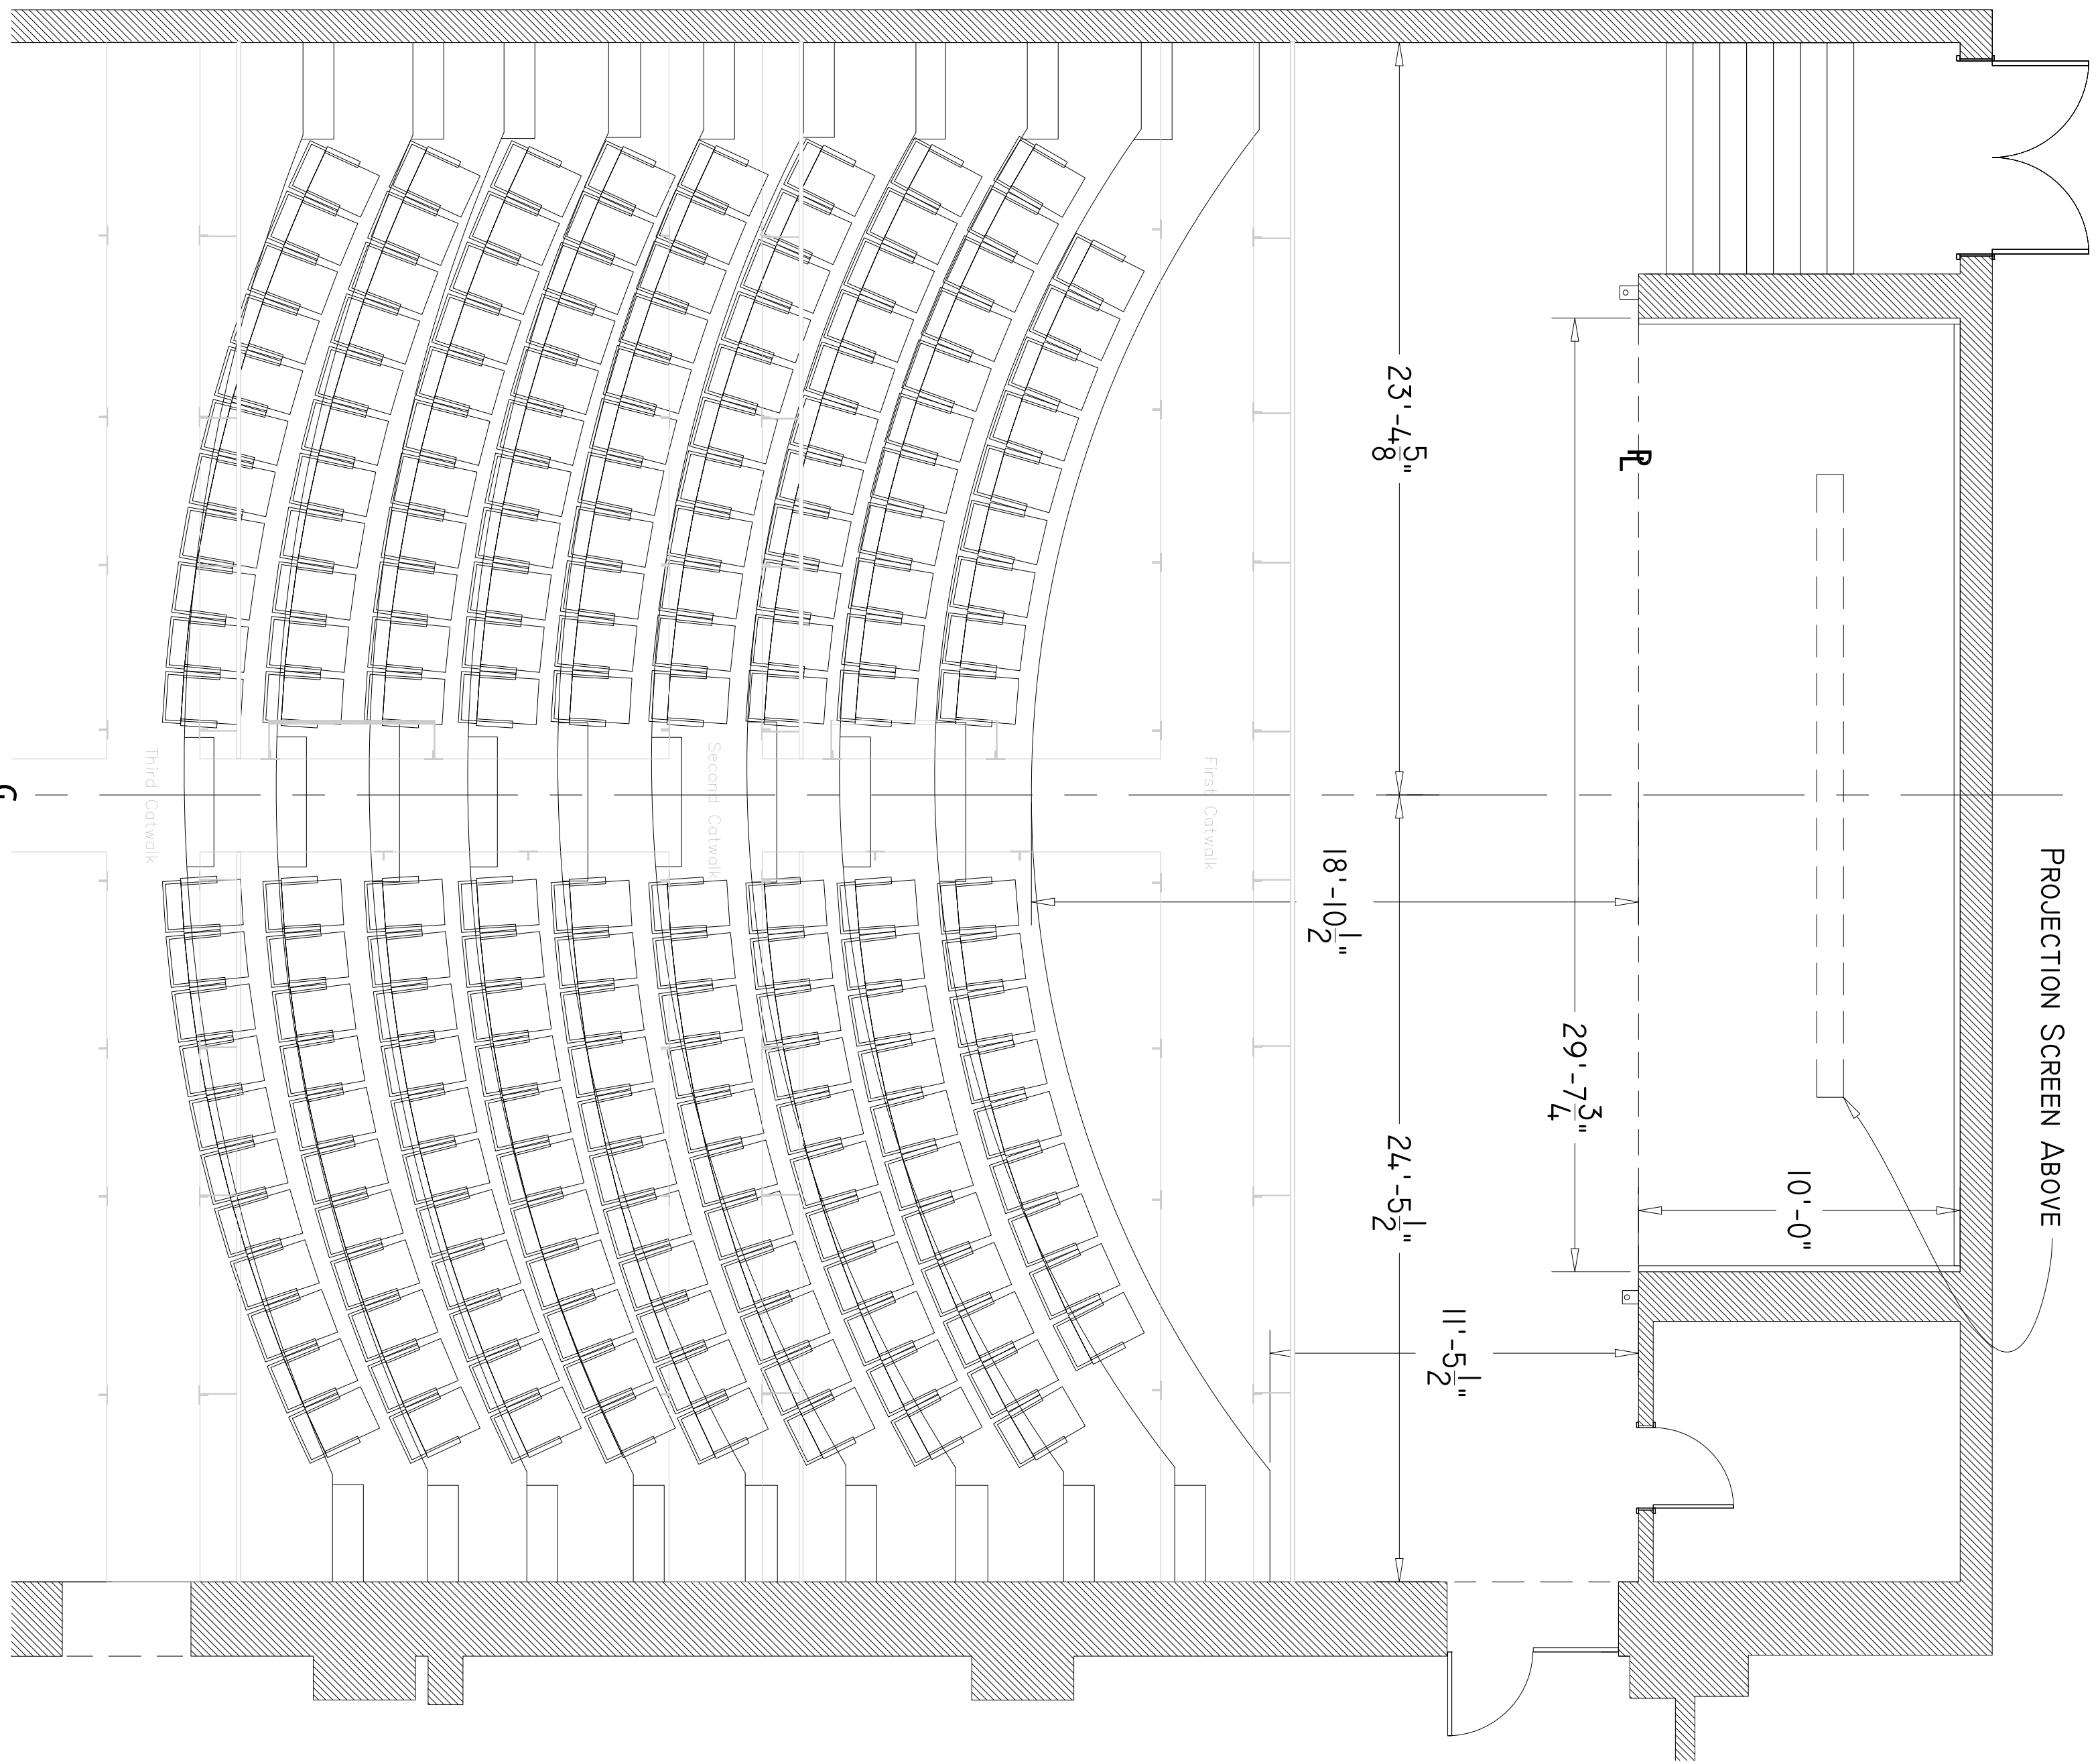 PROJECTION SCREEN ABOVE
10'-0"
29'-7 3/4"
PL
23'-4 5/8"
24'-5 1/2"
11'-5 1/2"
18'-10 1/2"
First Catwalk
Second Catwalk
Third Catwalk